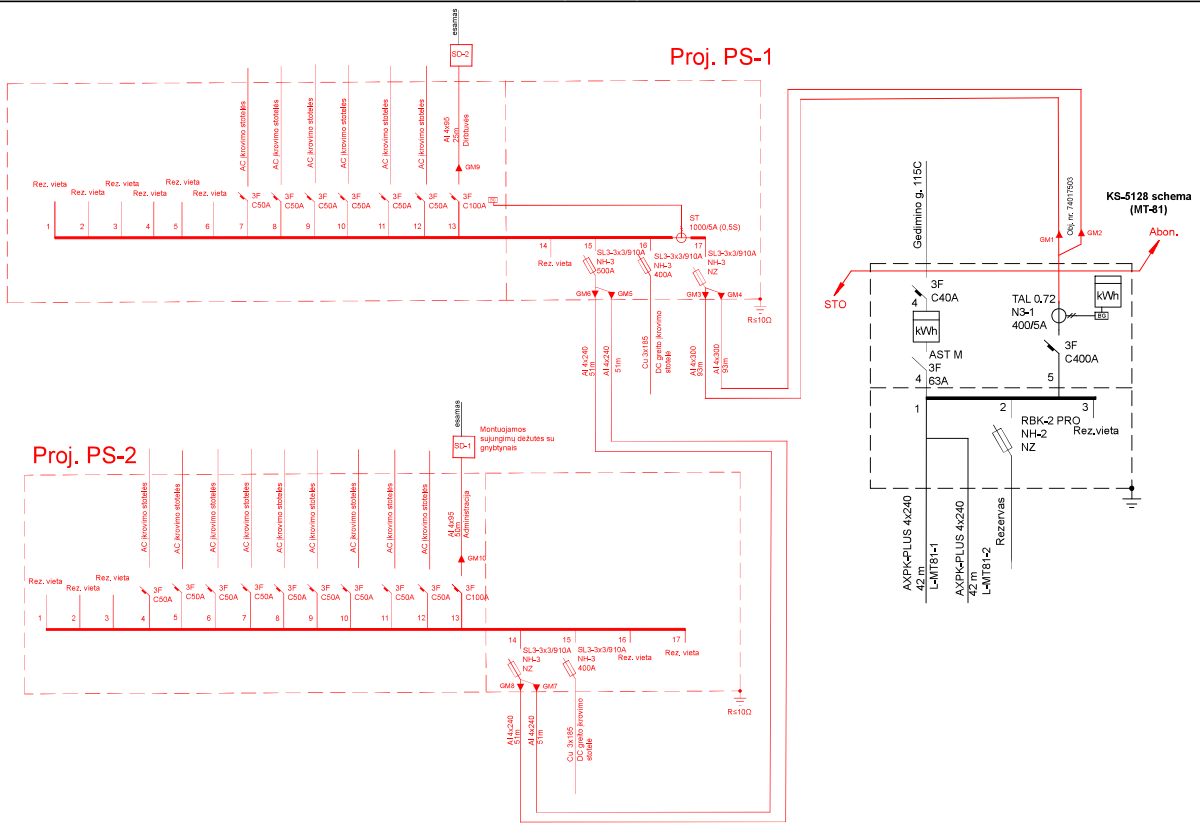 esamas
SD-2
Proj. PS-1
AC įkrovimo stotelės
AC įkrovimo stotelės
AC įkrovimo stotelės
AC įkrovimo stotelės
AC įkrovimo stotelės
AC įkrovimo stotelės
Al 4x95
25m
Dirbtuvės
GM9
Rez. vieta
Rez. vieta
Rez. vieta
Rez. vieta
Rez. vieta
Rez. vieta
3F
C50A
3F
C50A
3F
C50A
3F
C50A
3F
C50A
3F
C50A
3F
C100A
1
2
3
4
5
6
7
8
9
10
11
12
13
ST
1000/5A (0,5S)
14
Rez. vieta
15
SL3-3x3/910A
NH-3
500A
16
SL3-3x3/910A
NH-3
400A
17
SL3-3x3/910A
NH-3
NZ
GM6
GM5
GM3
GM4
R≤10Ω
Al 4x240
51m
Al 4x240
51m
Cu 3x185
DC greito įkrovimo
stotelė
Al 4x300
93m
Al 4x300
93m
Gedimino g. 115C
Obj. nr. 74017503
KS-5128 schema
(MT-81)
GM1
GM2
Abon.
STO
3F
C40A
4
kWh
AST M
3F
63A
4
TAL 0.72
N3-1
400/5A
kWh
BG
3F
C400A
5
1
2
3
RBK-2 PRO
NH-2
NZ
Rez.vieta
AXPK-PLUS 4x240
42 m
L-MT81-1
AXPK-PLUS 4x240
42 m
L-MT81-2
Rezervas
Proj. PS-2
esamas
SD-1
Montuojamos
sujungimų dėžutės su
gnybtynais
AC įkrovimo stotelės
AC įkrovimo stotelės
AC įkrovimo stotelės
AC įkrovimo stotelės
AC įkrovimo stotelės
AC įkrovimo stotelės
AC įkrovimo stotelės
AC įkrovimo stotelės
AC įkrovimo stotelės
Al 4x95
50m
Administracija
GM10
Rez. vieta
Rez. vieta
Rez. vieta
3F
C50A
3F
C50A
3F
C50A
3F
C50A
3F
C50A
3F
C50A
3F
C50A
3F
C50A
3F
C50A
3F
C100A
1
2
3
4
5
6
7
8
9
10
11
12
13
14
SL3-3x3/910A
NH-3
NZ
15
SL3-3x3/910A
NH-3
400A
16
Rez. vieta
17
Rez. vieta
GM8
GM7
R≤10Ω
Al 4x240
51m
Al 4x240
51m
Cu 3x185
DC greito įkrovimo
stotelė